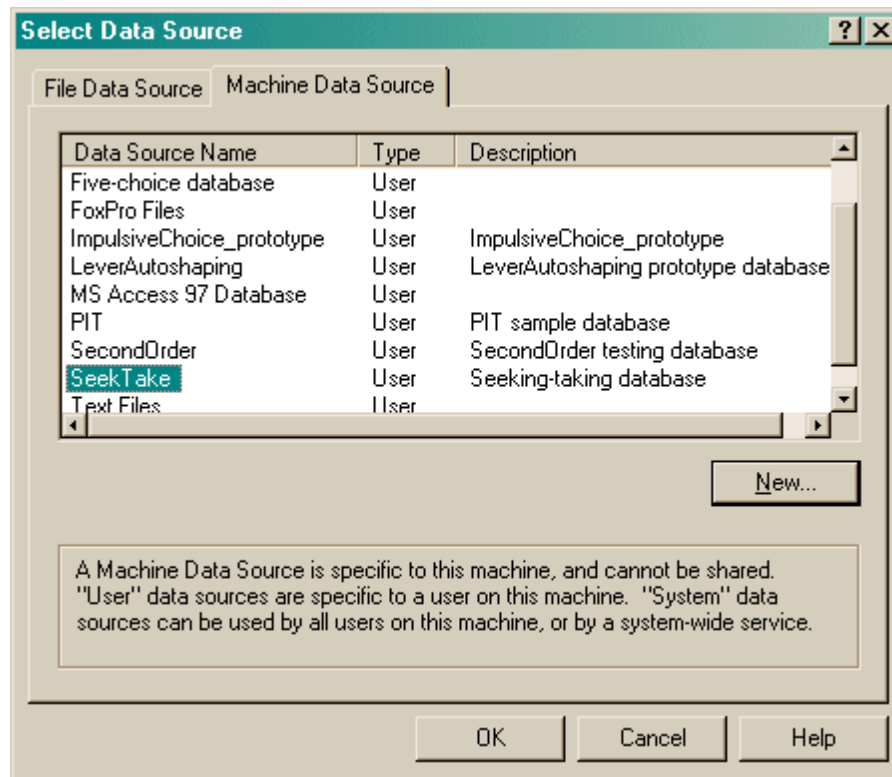 Select Data Source
File Data Source Machine Data Source
Data Source Name Type Description
Five-choice database User
FoxPro Files User
ImpulsiveChoice_prototype User ImpulsiveChoice_prototype
LeverAutoshaping User LeverAutoshaping prototype database
MS Access 97 Database User
PIT User PIT sample database
SecondOrder User SecondOrder testing database
SeekTake User Seeking-taking database
Text Files User
New...
A Machine Data Source is specific to this machine, and cannot be shared.
"User" data sources are specific to a user on this machine. "System" data
sources can be used by all users on this machine, or by a system-wide service.
OK Cancel Help